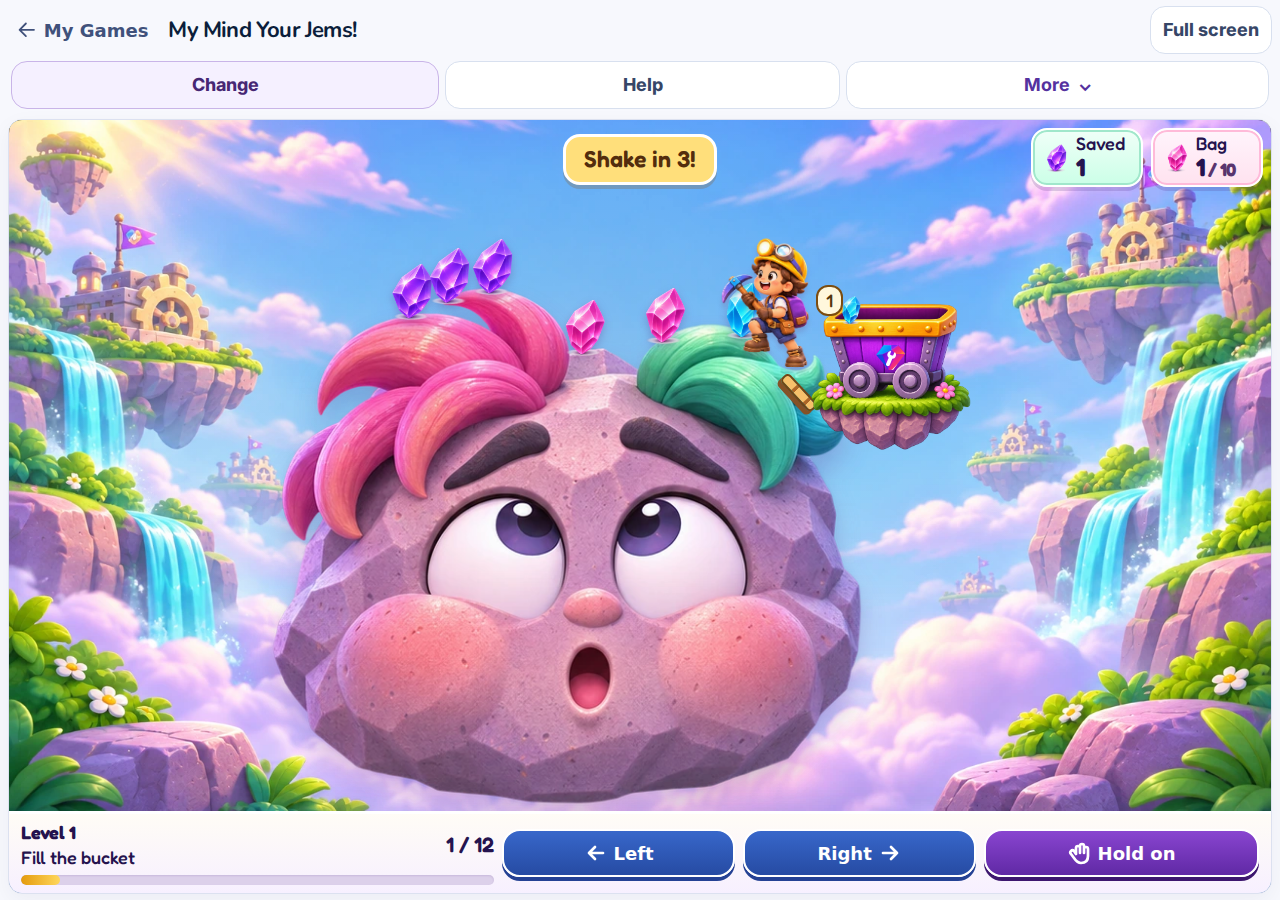 My Games
My Mind Your Jems!
Full screen
Change
Help
More
Shake in 3!
Saved
1
Bag
1 / 10
1
Level 1
Fill the bucket
1 / 12
Left
Right
Hold on